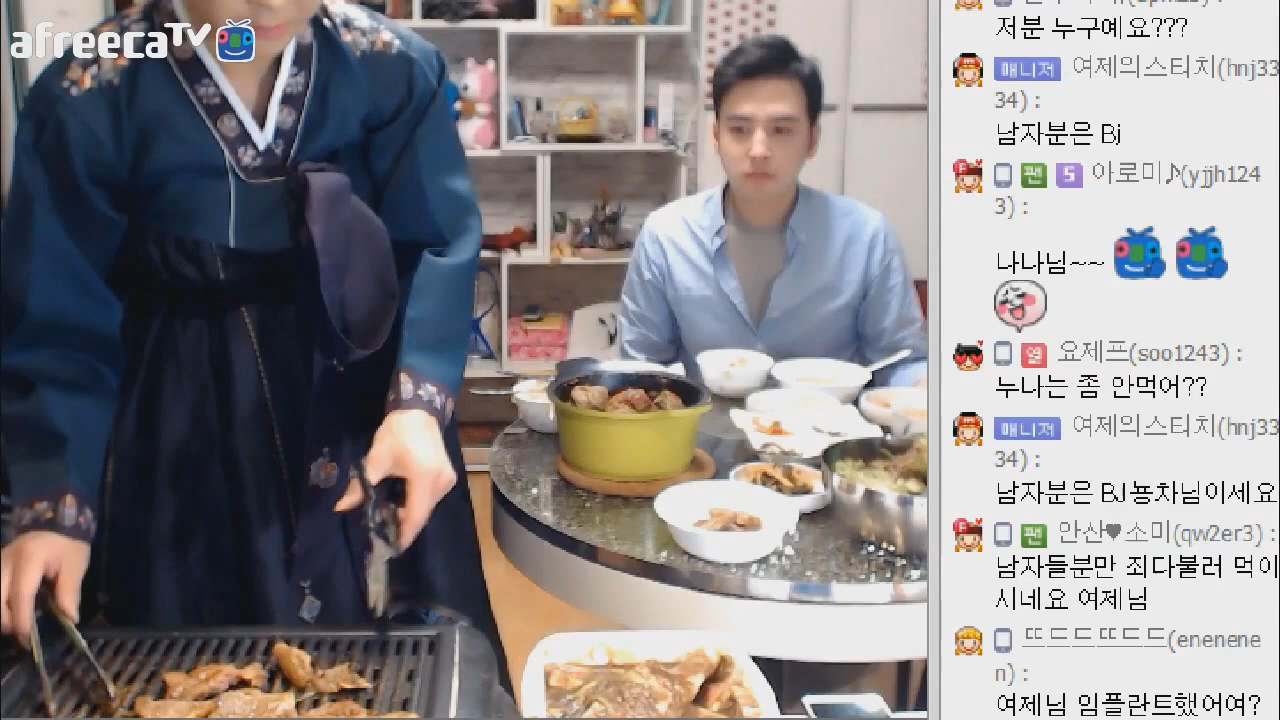 afreecaTV
저분 누구예요???
매니저 여제의스티치(hnj33
34) :
남자분은 Bj
팬 5 아로미♪(yjjh124
3) :
나나님~~
열 요제프(soo1243) :
누나는 좀 안먹어??
매니저 여제의스티치(hnj33
34) :
남자분은 BJ뇽차님이세요
팬 안산♥소미(qw2er3) :
남자들분만 죄다불러 먹이
시네요 여제님
뜨드드뜨드드(enenene
n) :
여제님 임플란트했어여?